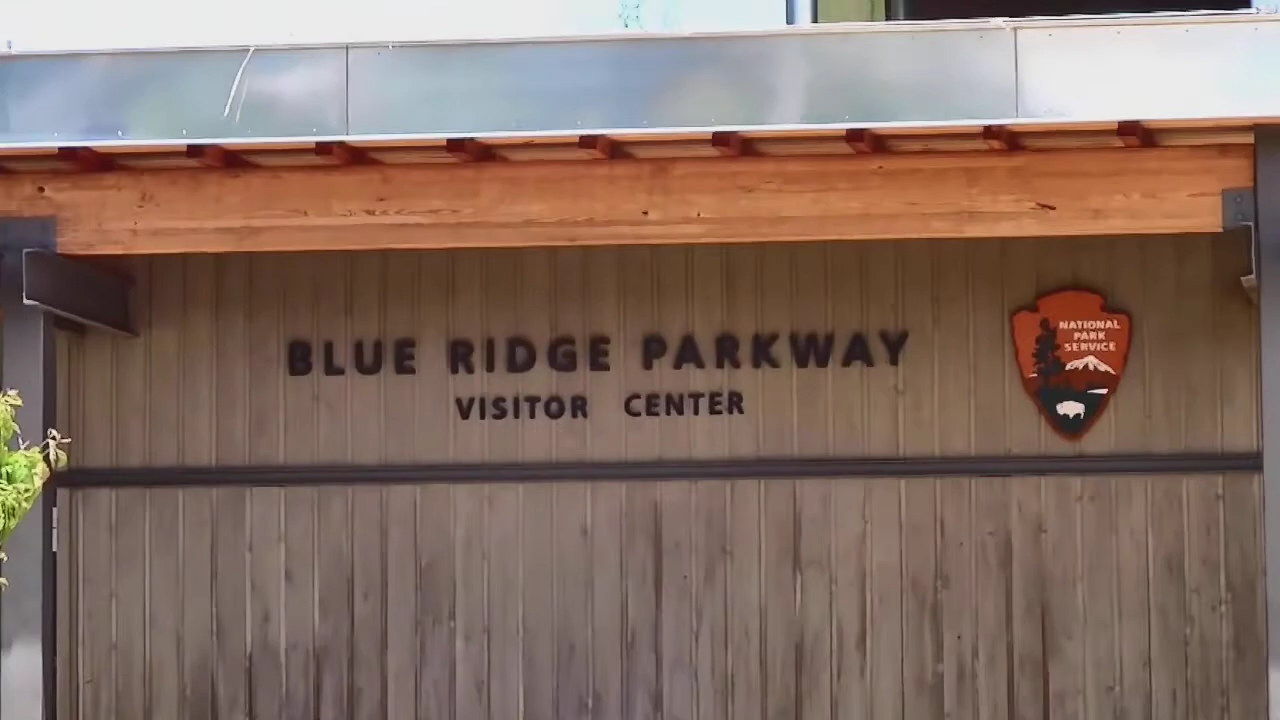 BLUE RIDGE PARKWAY
VISITOR CENTER
NATIONAL
PARK
SERVICE